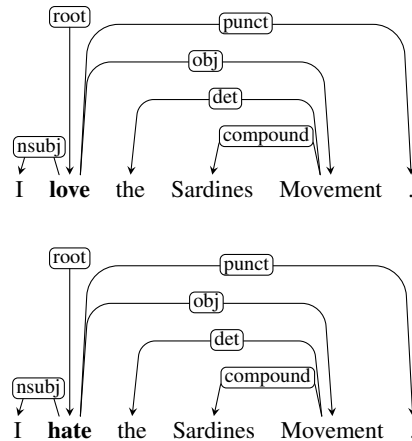 root
punct
obj
det
nsubj
compound
I love the Sardines Movement .
root
punct
obj
det
nsubj
compound
I hate the Sardines Movement .